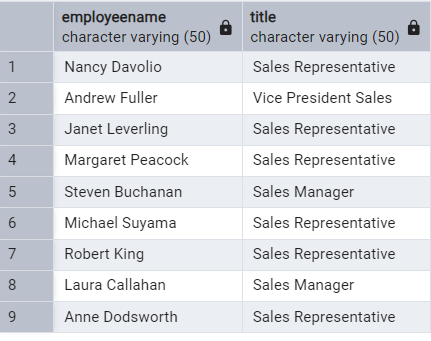 employeename title
character varying (50) character varying (50)
1 Nancy Davolio Sales Representative
2 Andrew Fuller Vice President Sales
3 Janet Leverling Sales Representative
4 Margaret Peacock Sales Representative
5 Steven Buchanan Sales Manager
6 Michael Suyama Sales Representative
7 Robert King Sales Representative
8 Laura Callahan Sales Manager
9 Anne Dodsworth Sales Representative